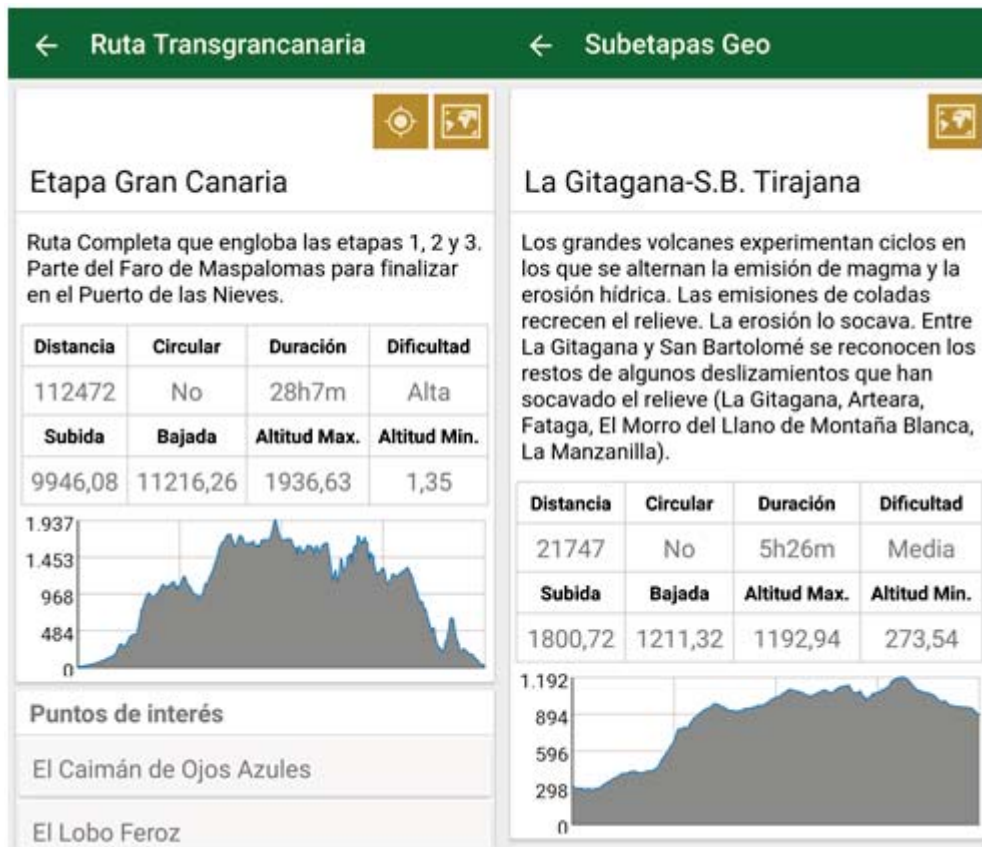 Ruta Transgrancanaria
Etapa Gran Canaria
Ruta Completa que engloba las etapas 1, 2 y 3.
Parte del Faro de Maspalomas para finalizar
en el Puerto de las Nieves.
Distancia Circular Duración Dificultad
112472 No 28h7m Alta
Subida Bajada Altitud Max. Altitud Min.
9946,08 11216,26 1936,63 1,35
1.937
1.453
968
484
0
Puntos de interés
El Caimán de Ojos Azules
El Lobo Feroz
Subetapas Geo
La Gitagana-S.B. Tirajana
Los grandes volcanes experimentan ciclos en
los que se alternan la emisión de magma y la
erosión hídrica. Las emisiones de coladas
recrecen el relieve. La erosión lo socava. Entre
La Gitagana y San Bartolomé se reconocen los
restos de algunos deslizamientos que han
socavado el relieve (La Gitagana, Arteara,
Fataga, El Morro del Llano de Montaña Blanca,
La Manzanilla).
Distancia Circular Duración Dificultad
21747 No 5h26m Media
Subida Bajada Altitud Max. Altitud Min.
1800,72 1211,32 1192,94 273,54
1.192
894
596
298
0